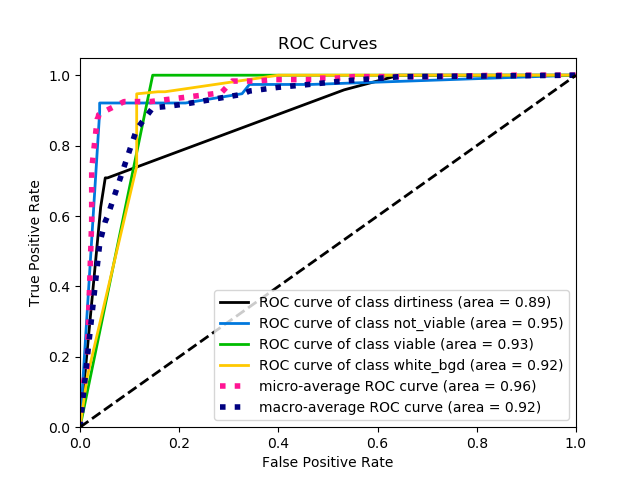 ROC Curves
True Positive Rate
1.0
0.8
0.6
0.4
0.2
0.0
ROC curve of class dirtiness (area = 0.89)
ROC curve of class not_viable (area = 0.95)
ROC curve of class viable (area = 0.93)
ROC curve of class white_bgd (area = 0.92)
micro-average ROC curve (area = 0.96)
macro-average ROC curve (area = 0.92)
0.0 0.2 0.4 0.6 0.8 1.0
False Positive Rate